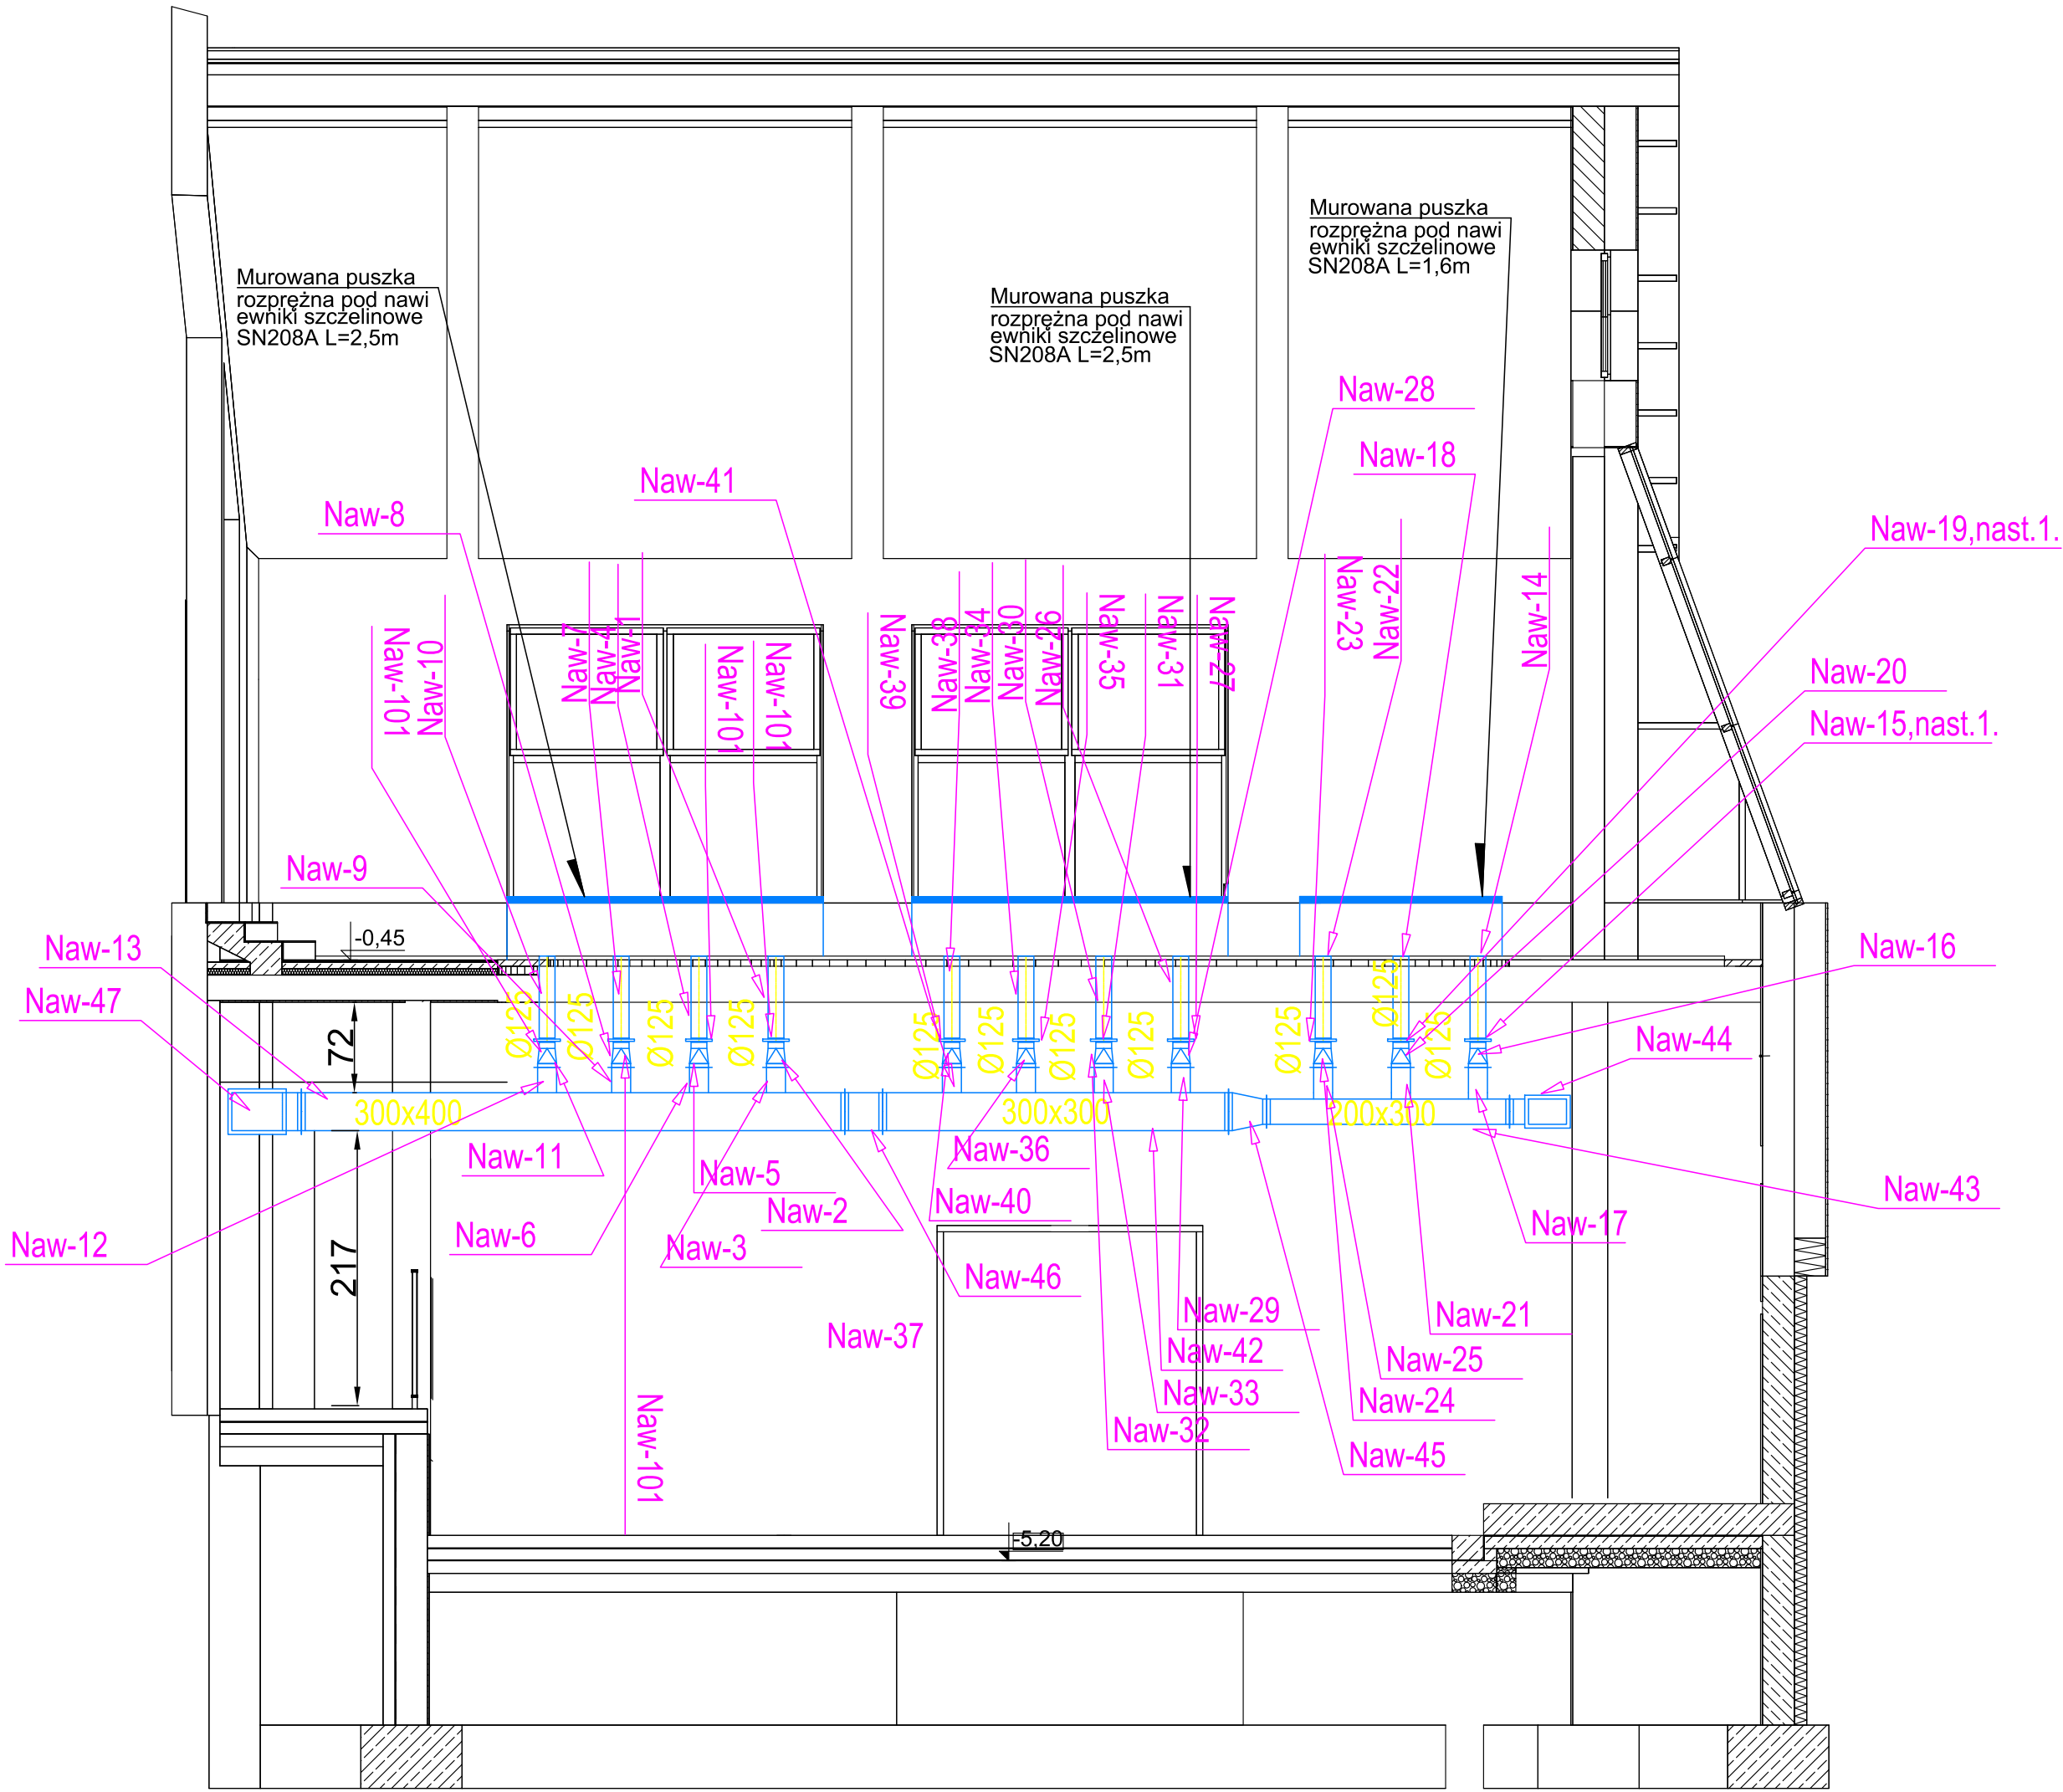 Murowana puszka
rozprężna pod nawi
ewniki szczelinowe
SN208A L=1,6m
Murowana puszka
rozprężna pod nawi
ewniki szczelinowe
SN208A L=2,5m
Murowana puszka
rozprężna pod nawi
ewniki szczelinowe
SN208A L=2,5m
Naw-28
Naw-18
Naw-41
Naw-8
Naw-19,nast.1.
Naw-101
Naw-10
Naw-7
Naw-4
Naw-1
Naw-101
Naw-101
Naw-39
Naw-38
Naw-34
Naw-30
Naw-26
Naw-35
Naw-31
Naw-27
Naw-23
Naw-22
Naw-14
Naw-20
Naw-15,nast.1.
Naw-9
-0,45
Naw-13
Naw-16
Naw-47
Naw-44
Ø125
Ø125
Ø125
Ø125
Ø125
Ø125
Ø125
Ø125
Ø125
Ø125
Ø125
72
300x400
300x300
200x300
Naw-11
Naw-5
Naw-36
Naw-2
Naw-40
Naw-43
Naw-12
Naw-6
Naw-3
Naw-17
217
Naw-46
Naw-37
Naw-29
Naw-21
Naw-42
Naw-25
Naw-33
Naw-24
Naw-32
Naw-45
Naw-101
-5,20